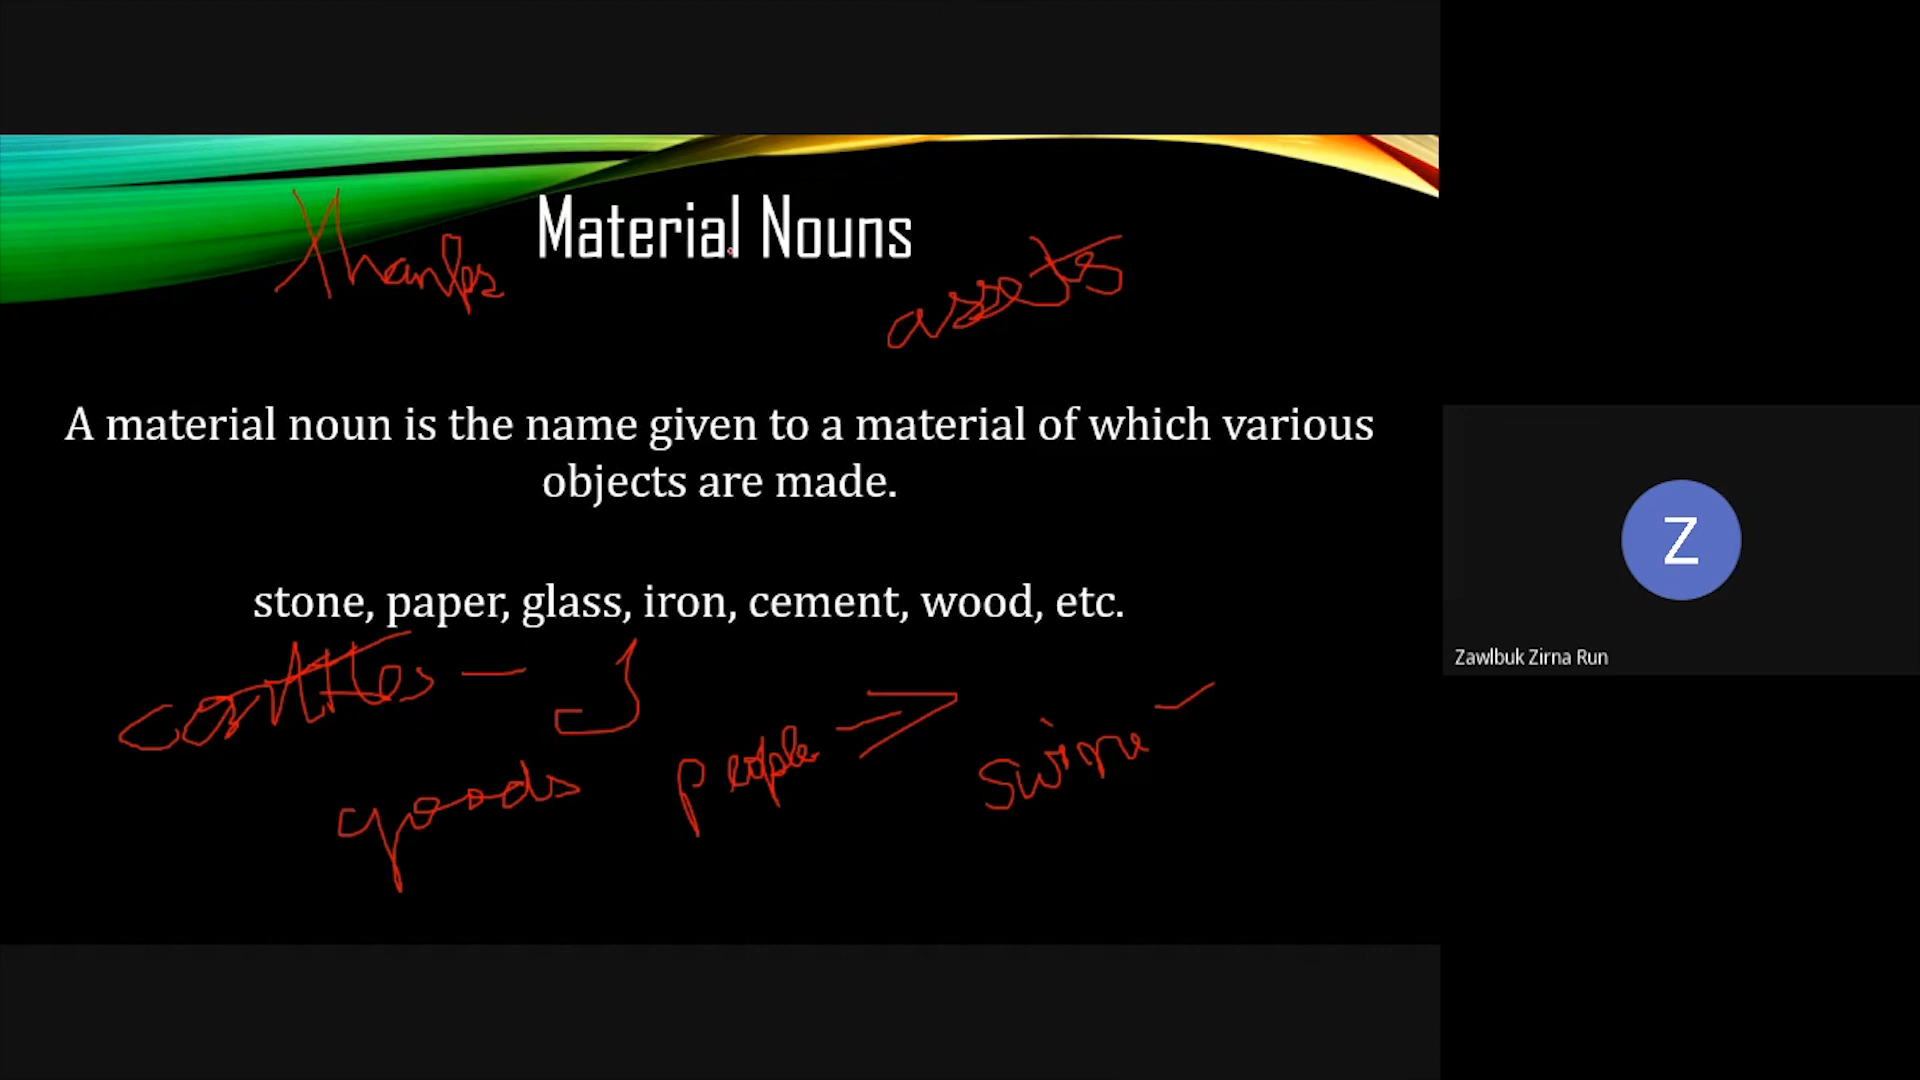 Material Nouns
Thanks
assets
A material noun is the name given to a material of which various
objects are made.
stone, paper, glass, iron, cement, wood, etc.
goods people swine
Z
Zawlbuk Zirna Run